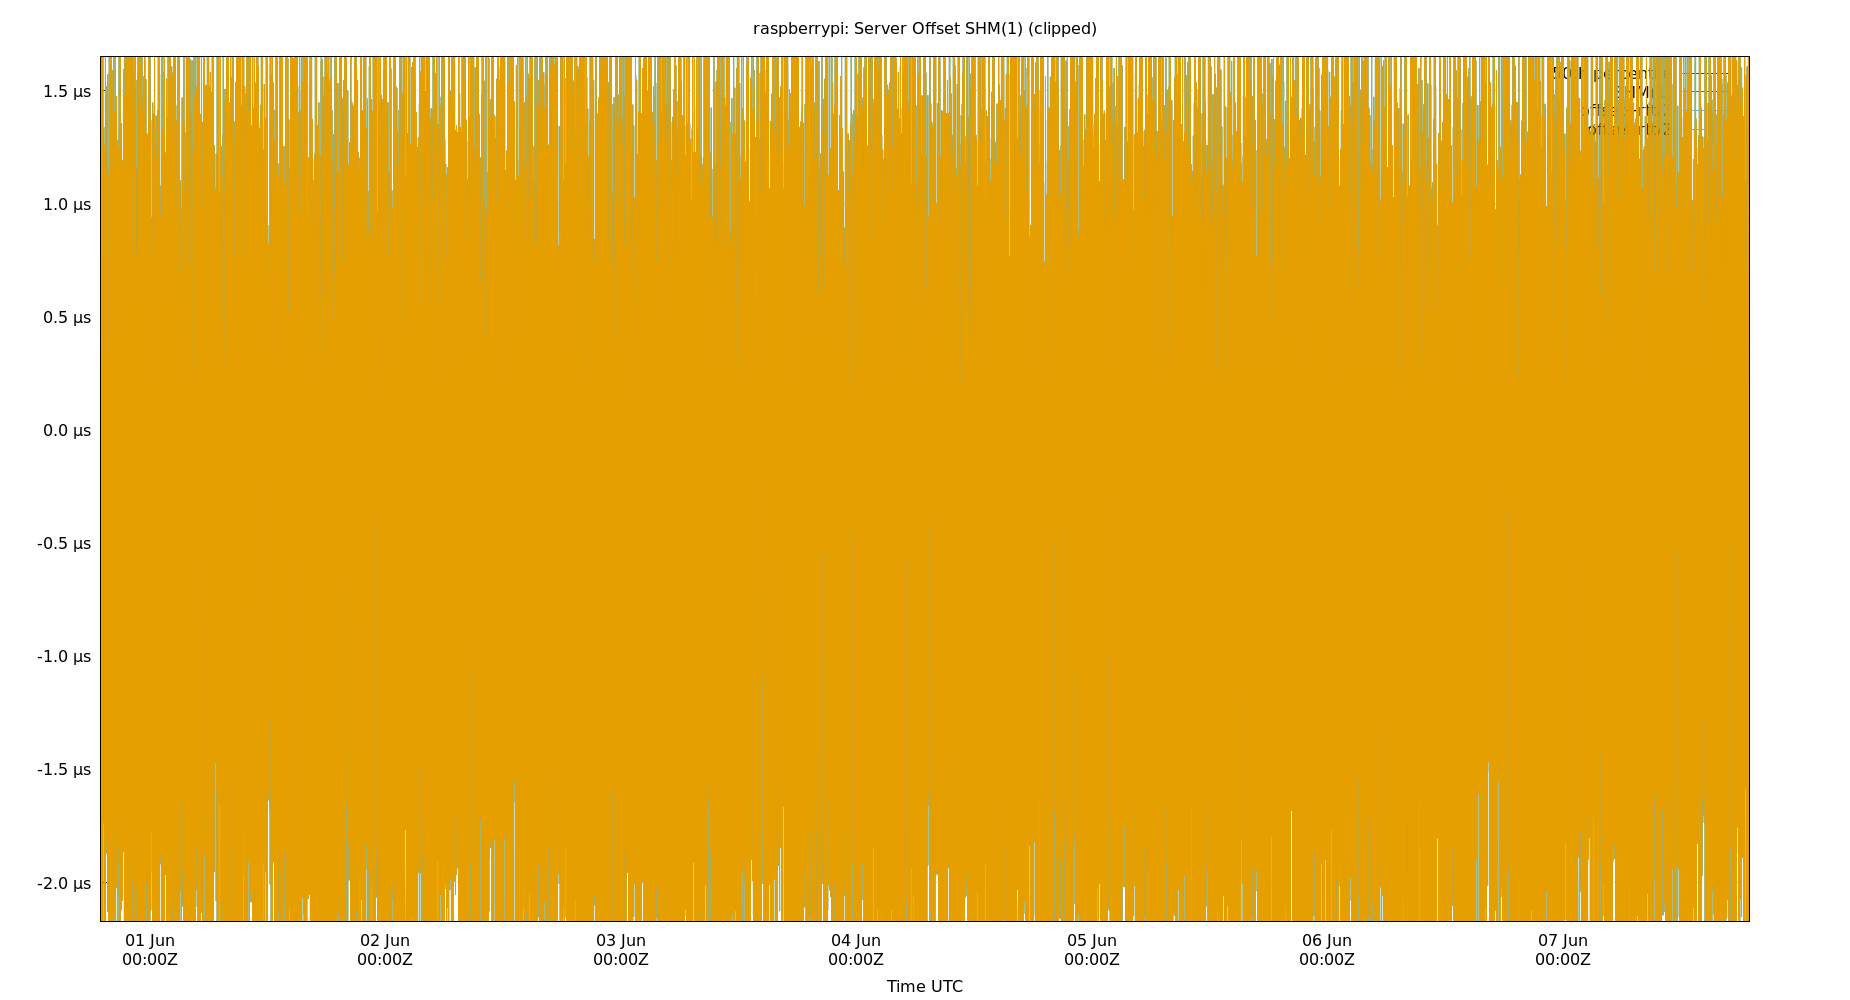 raspberrypi: Server Offset SHM(1) (clipped)
1.5 µs
1.0 µs
0.5 µs
0.0 µs
-0.5 µs
-1.0 µs
-1.5 µs
-2.0 µs
01 Jun 02 Jun 03 Jun 04 Jun 05 Jun 06 Jun 07 Jun
00:00Z 00:00Z 00:00Z 00:00Z 00:00Z 00:00Z 00:00Z
Time UTC